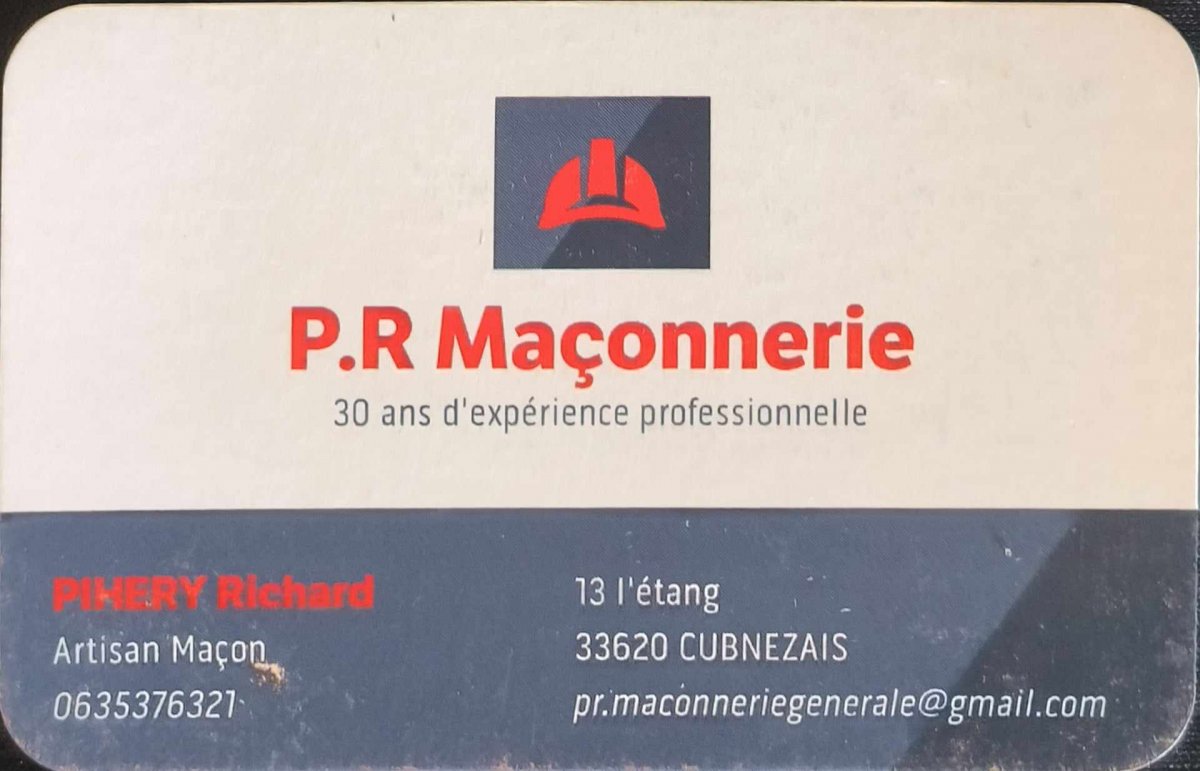 P.R Maçonnerie
30 ans d'expérience professionnelle
PIHERY Richard
Artisan Maçon
0635376321
13 l'étang
33620 CUBNEZAIS
pr.maconneriegenerale@gmail.com